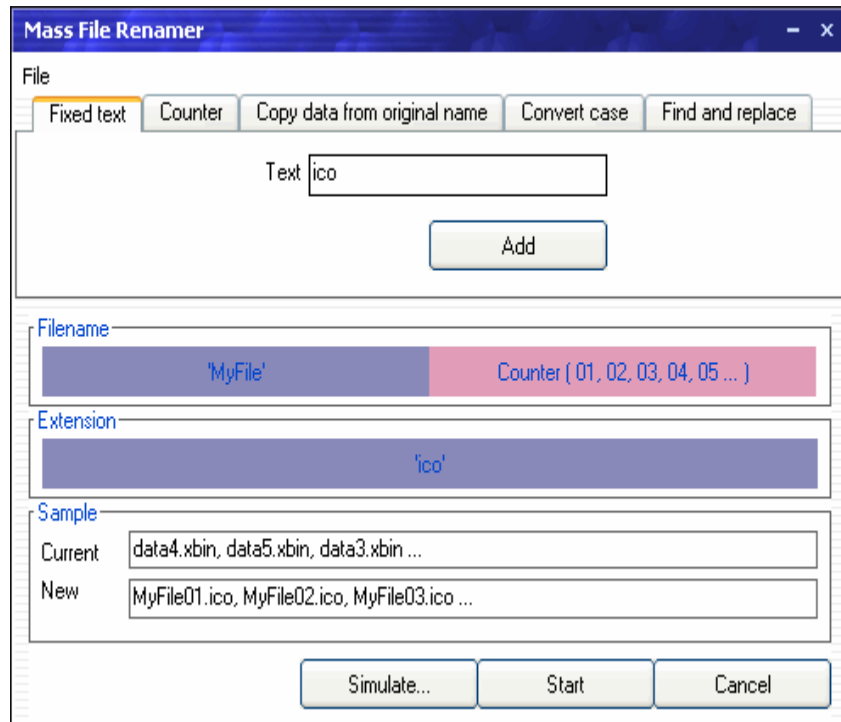 Mass File Renamer
File
Fixed text Counter Copy data from original name Convert case Find and replace
Text ico
Add
Filename
'MyFile' Counter ( 01, 02, 03, 04, 05 ... )
Extension
'ico'
Sample
Current data4.xbin, data5.xbin, data3.xbin ...
New MyFile01.ico, MyFile02.ico, MyFile03.ico ...
Simulate... Start Cancel